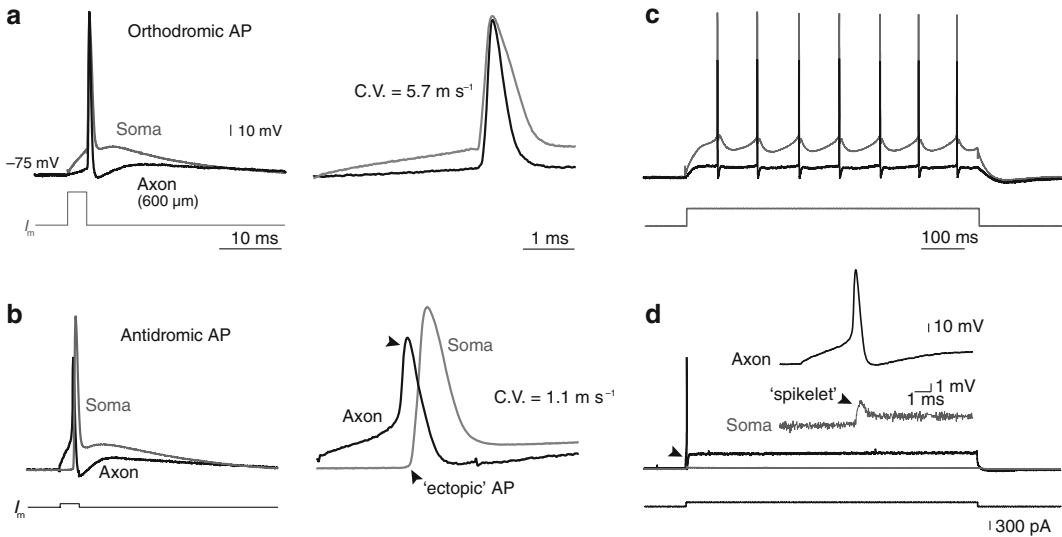 a
Orthodromic AP
Soma
10 mV
–75 mV
Axon
(600 µm)
Im
10 ms
C.V. = 5.7 m s–1
1 ms
b
Antidromic AP
Soma
Axon
Im
Soma
Axon
C.V. = 1.1 m s–1
'ectopic' AP
c
100 ms
d
10 mV
Axon
'spikelet'
1 mV
1 ms
Soma
300 pA